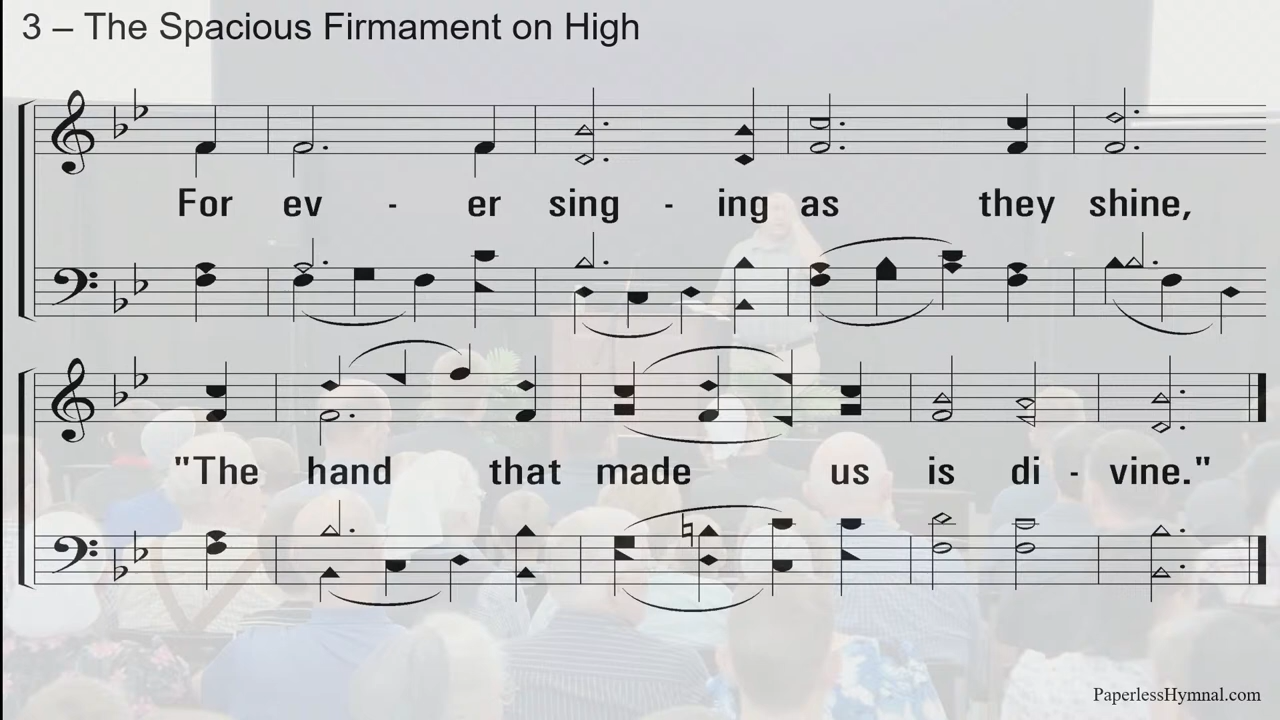 3 – The Spacious Firmament on High
For ev - er sing - ing as they shine,
"The hand that made us is di - vine."
PaperlessHymnal.com